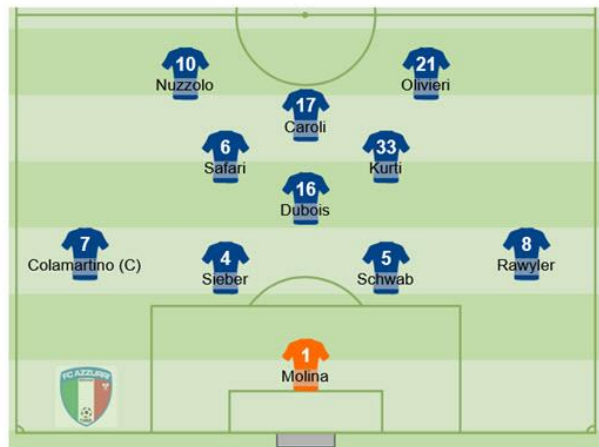 10
Nuzzolo
21
Olivieri
17
Caroli
6
Safari
33
Kurti
16
Dubois
7
Colamartino (C)
4
Sieber
5
Schwab
8
Rawyler
1
Molina
FC AZZURRI